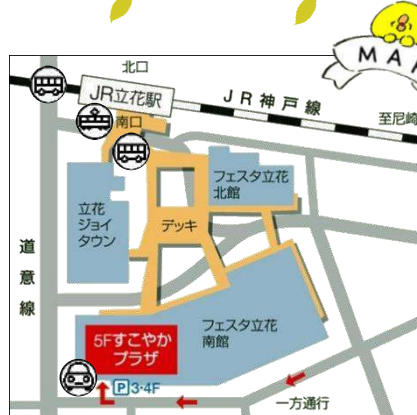 MA
北口
JR立花駅
JR神戸線
南口
至尼崎
フェスタ立花
北館
立花
ジョイ
タウン
デッキ
道意線
フェスタ立花
南館
5Fすこやか
プラザ
P3・4F
一方通行